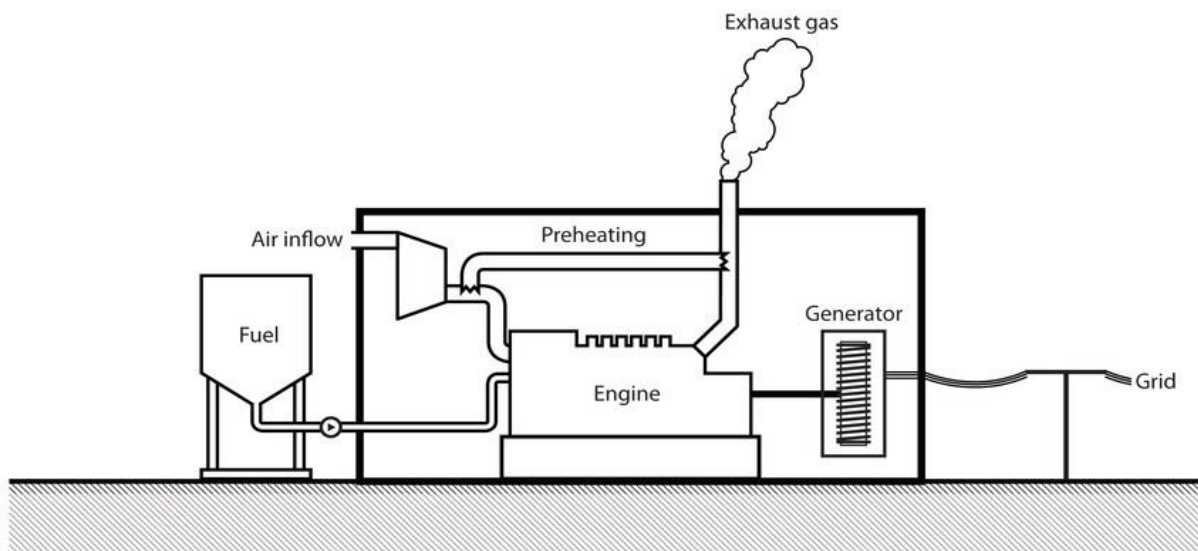 Exhaust gas
Air inflow
Preheating
Fuel
Generator
Engine
Grid